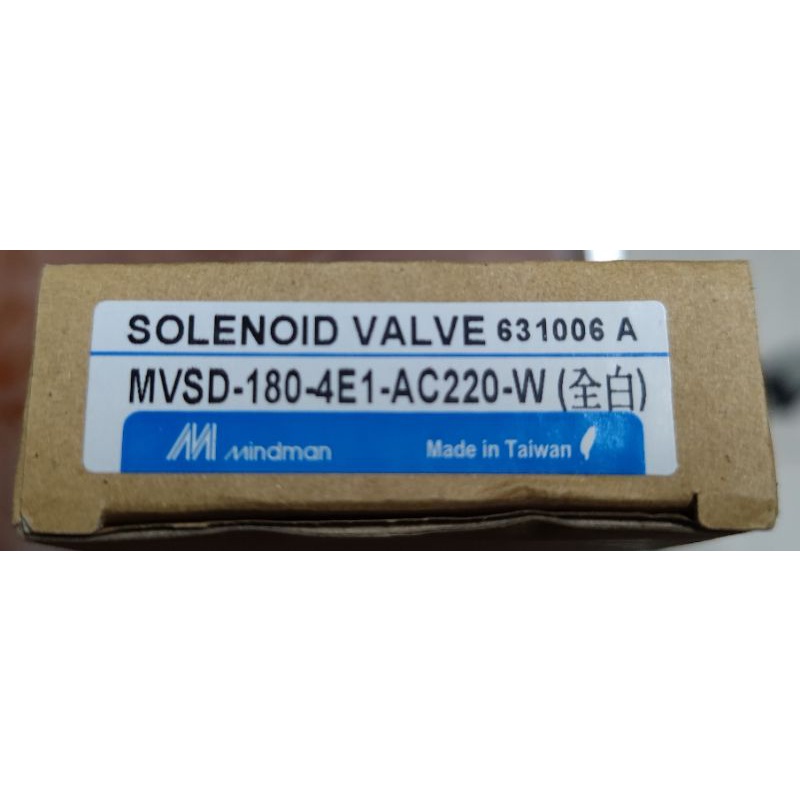 SOLENOID VALVE 631006 A
MVSD-180-4E1-AC220-W (全白)
Mindman Made in Taiwan